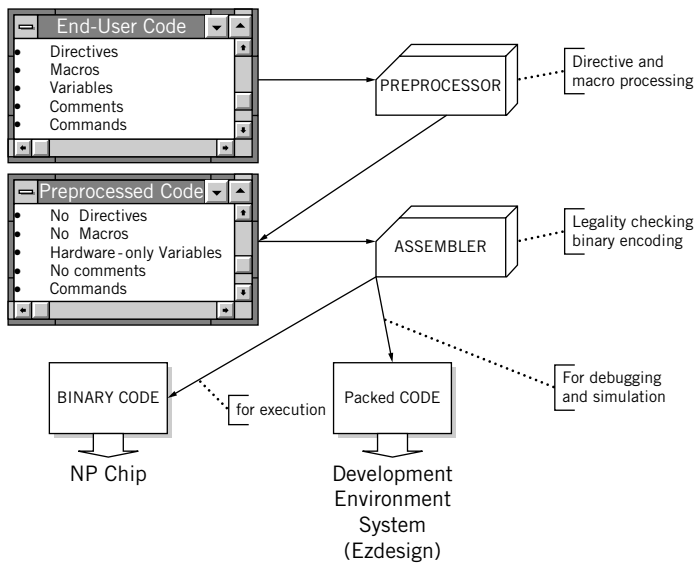 End-User Code
Directives
Macros
Variables
Comments
Commands
PREPROCESSOR
Directive and
macro processing
Preprocessed Code
No Directives
No Macros
Hardware-only Variables
No comments
Commands
ASSEMBLER
Legality checking
binary encoding
BINARY CODE
for execution
Packed CODE
For debugging
and simulation
NP Chip
Development
Environment
System
(Ezdesign)